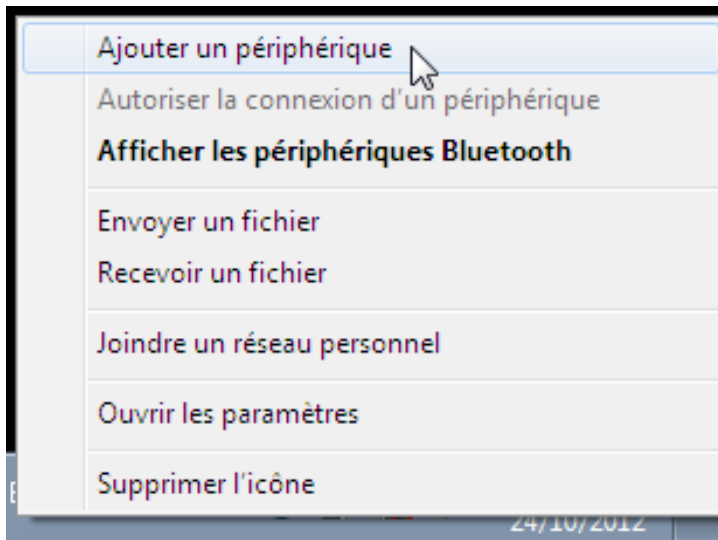 Ajouter un périphérique
Autoriser la connexion d'un périphérique
Afficher les périphériques Bluetooth
Envoyer un fichier
Recevoir un fichier
Joindre un réseau personnel
Ouvrir les paramètres
Supprimer l'icône
24/10/2012